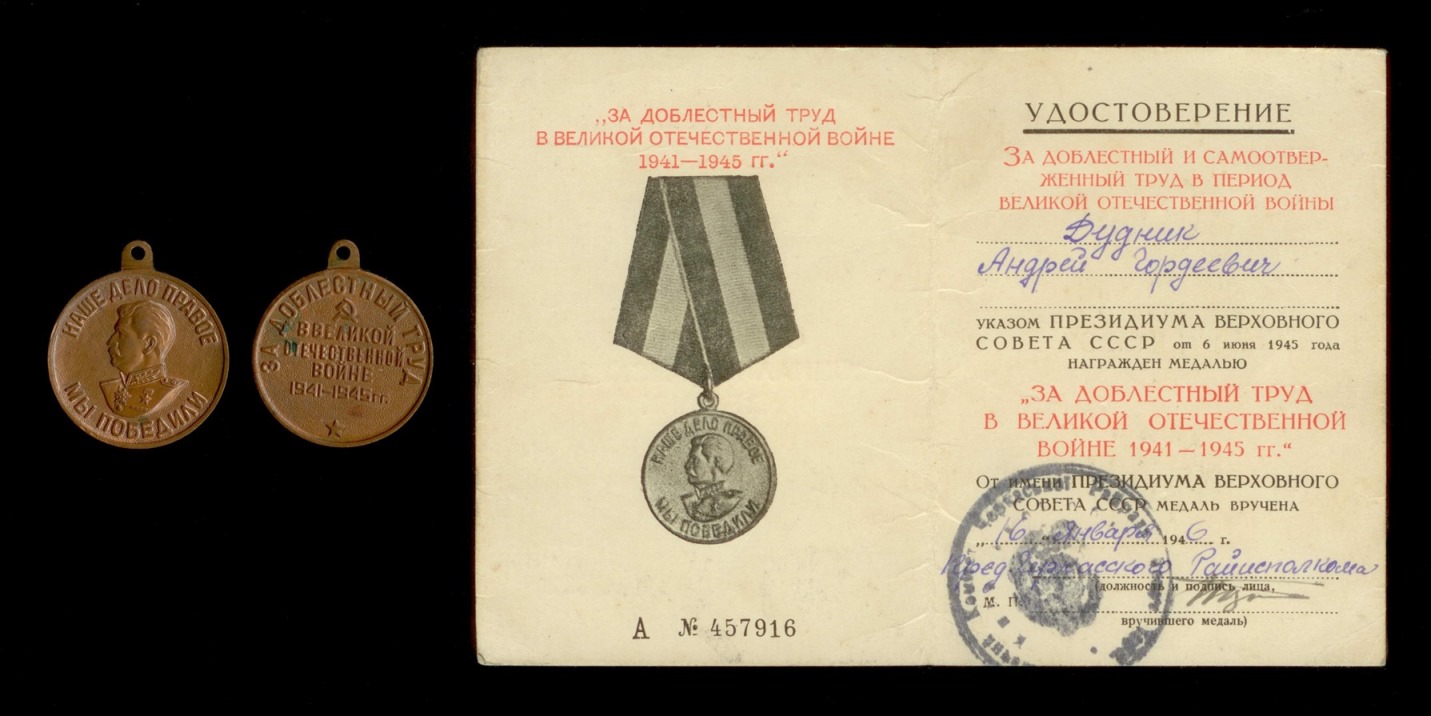 НАШЕ ДЕЛО ПРАВОЕ
МЫ ПОБЕДИЛИ
ЗА ДОБЛЕСТНЫЙ ТРУД
В ВЕЛИКОЙ
ОТЕЧЕСТВЕННОЙ
ВОЙНЕ
1941-1945 гг.
„ЗА ДОБЛЕСТНЫЙ ТРУД
В ВЕЛИКОЙ ОТЕЧЕСТВЕННОЙ ВОЙНЕ
1941—1945 гг.“
НАШЕ ДЕЛО ПРАВОЕ
МЫ ПОБЕДИЛИ
А № 457916
УДОСТОВЕРЕНИЕ
ЗА ДОБЛЕСТНЫЙ И САМООТВЕР-
ЖЕННЫЙ ТРУД В ПЕРИОД
ВЕЛИКОЙ ОТЕЧЕСТВЕННОЙ ВОЙНЫ
Дудник
Андрей Гордеевич
УКАЗОМ ПРЕЗИДИУМА ВЕРХОВНОГО
СОВЕТА СССР от 6 июня 1945 года
НАГРАЖДЕН МЕДАЛЬЮ
„ЗА ДОБЛЕСТНЫЙ ТРУД
В ВЕЛИКОЙ ОТЕЧЕСТВЕННОЙ
ВОЙНЕ 1941—1945 гг.“
От имени ПРЕЗИДИУМА ВЕРХОВНОГО
СОВЕТА СССР МЕДАЛЬ ВРУЧЕНА
„16“ января 1946 г.
Пред. Черкасского Райисполкома
(должность и подпись лица,
М. П.
вручившего медаль)